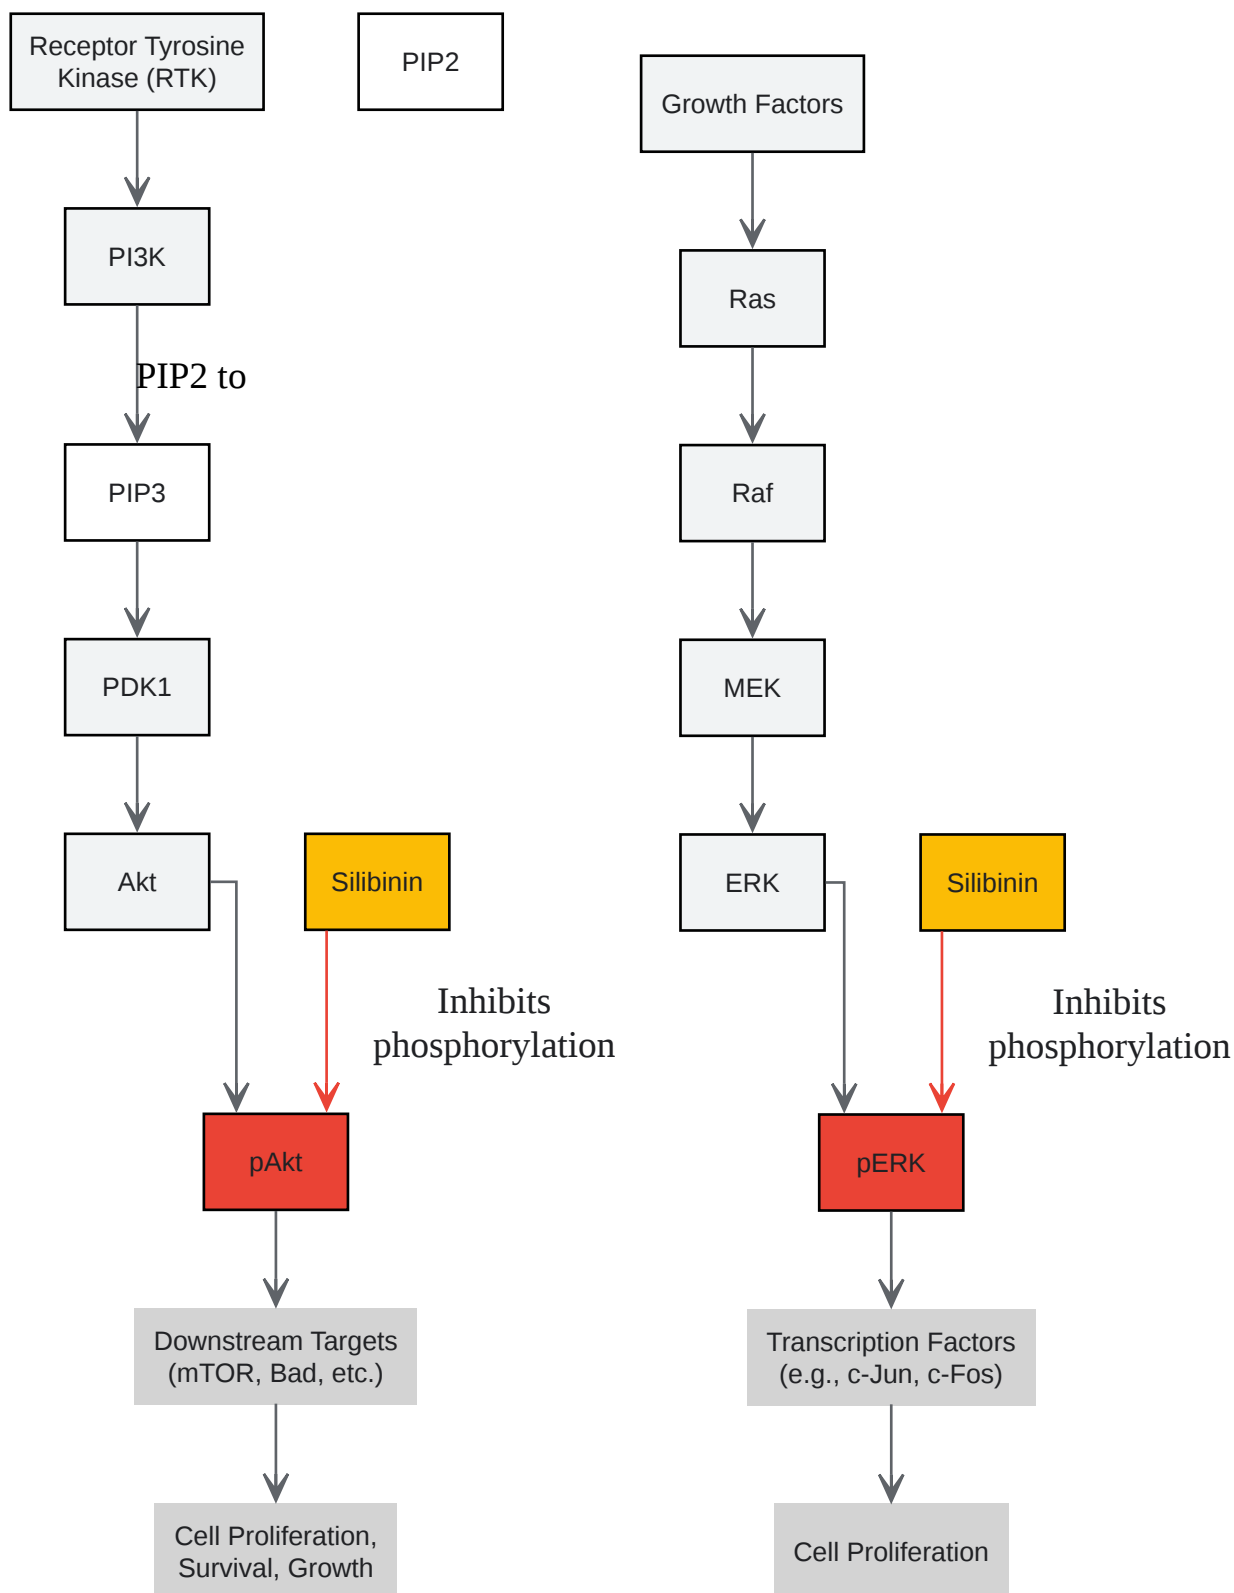 Receptor Tyrosine
Kinase (RTK)
PIP2
PI3K
PIP2 to
PIP3
PDK1
Akt
Silibinin
Inhibits
phosphorylation
pAkt
Downstream Targets
(mTOR, Bad, etc.)
Cell Proliferation,
Survival, Growth
Growth Factors
Ras
Raf
MEK
ERK
Silibinin
Inhibits
phosphorylation
pERK
Transcription Factors
(e.g., c-Jun, c-Fos)
Cell Proliferation